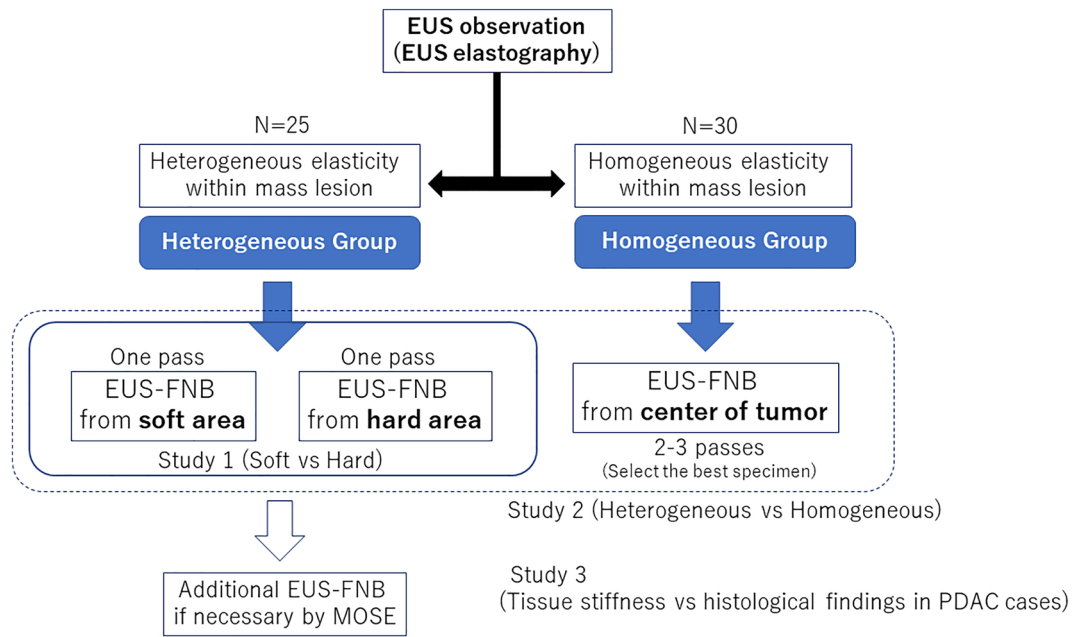 EUS observation
(EUS elastography)
N=25
Heterogeneous elasticity
within mass lesion
Heterogeneous Group
N=30
Homogeneous elasticity
within mass lesion
Homogeneous Group
One pass
EUS-FNB
from soft area
One pass
EUS-FNB
from hard area
Study 1 (Soft vs Hard)
EUS-FNB
from center of tumor
2-3 passes
(Select the best specimen)
Study 2 (Heterogeneous vs Homogeneous)
Additional EUS-FNB
if necessary by MOSE
Study 3
(Tissue stiffness vs histological findings in PDAC cases)